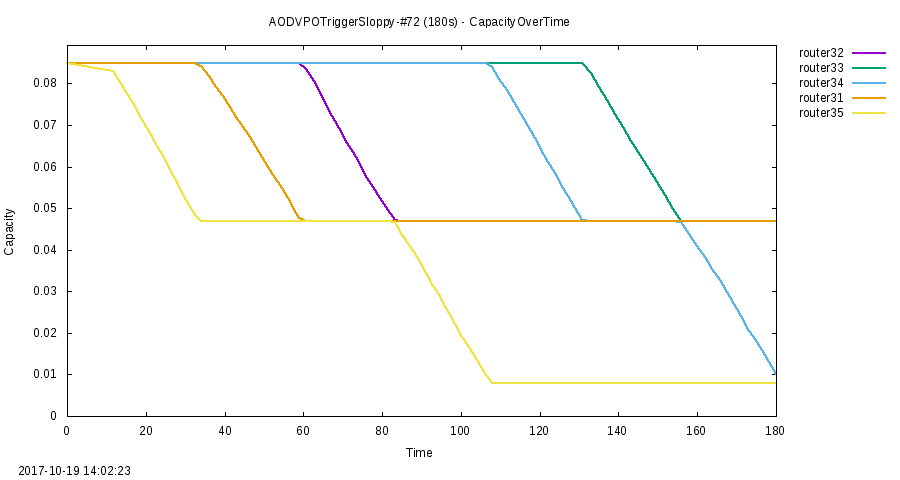 AODVPOTriggerSloppy-#72 (180s) - CapacityOverTime
router32
router33
router34
router31
router35
0.08
0.07
0.06
0.05
0.04
0.03
0.02
0.01
0
Capacity
0 20 40 60 80 100 120 140 160 180
Time
2017-10-19 14:02:23